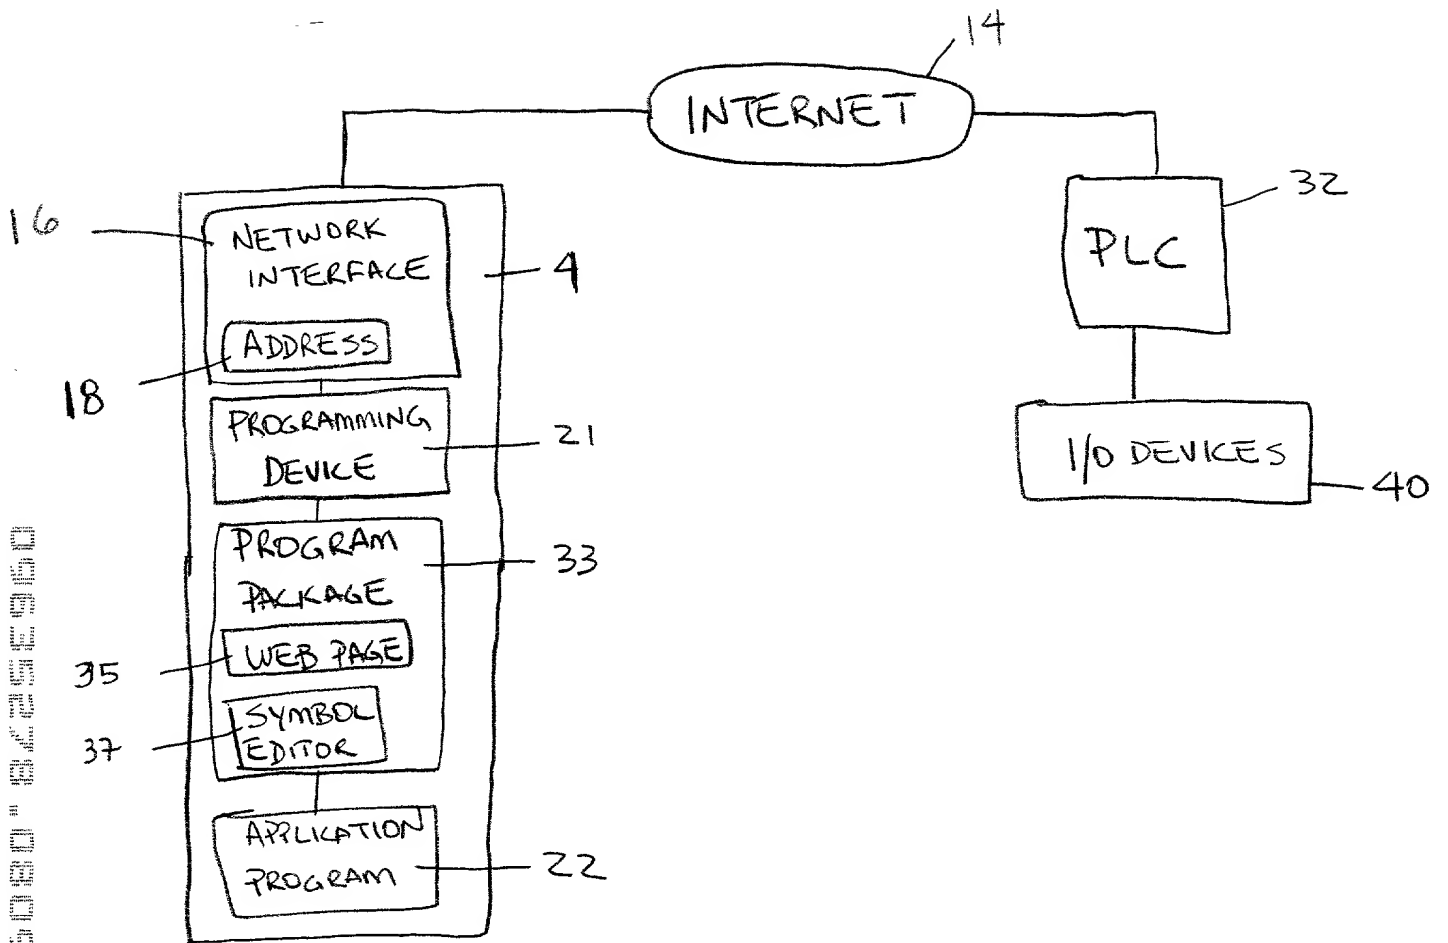 14
INTERNET
32
PLC
16
NETWORK
INTERFACE
4
ADDRESS
18
PROGRAMMING
DEVICE
21
I/O DEVICES
40
PROGRAM
PACKAGE
33
WEB PAGE
35
SYMBOL
EDITOR
37
APPLICATION
PROGRAM
22